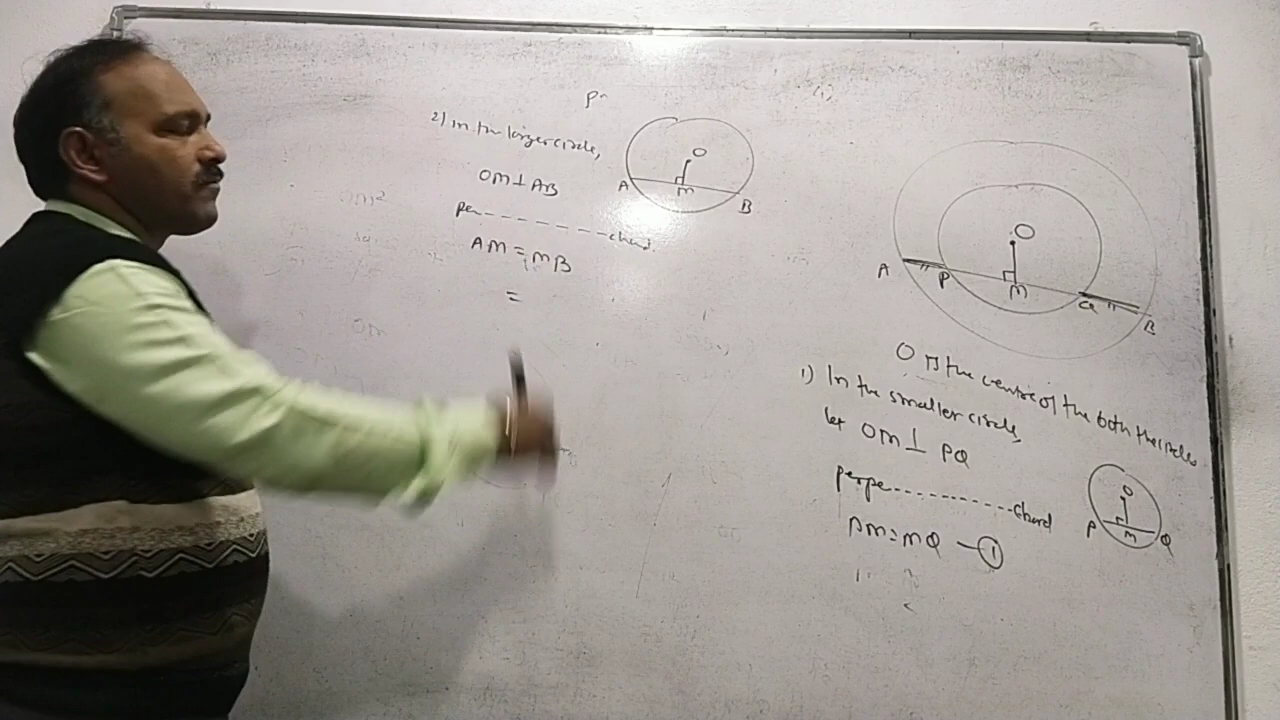 O
A
P
M
Q
B
O is the centre of the both the circles
1) In the smaller circle,
let OM ⊥ PQ
perpe-----------chord
PM = MQ — ①
O
P
M
Q
2) In the larger circle,
OM ⊥ AB
per---------chord.
AM = MB
=
O
A
M
B